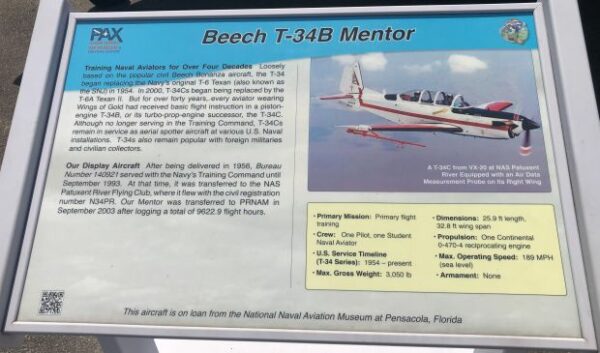 PAX
Beech T-34B Mentor
Training Naval Aviators for Over Four Decades Loosely
based on the popular civil Beech Bonanza aircraft, the T-34
began replacing the Navy's original T-6 Texan (also known as
the SNJ) in 1954. In 2000, T-34Cs began being replaced by the
T-6A Texan II. But for over forty years, every aviator wearing
Wings of Gold had received basic flight instruction in a piston-
engine T-34B, or its turbo-prop-engine successor, the T-34C.
Although no longer serving in the Training Command, T-34Cs
remain in service as aerial spotter aircraft at various U.S. Naval
installations. T-34s also remain popular with foreign militaries
and civilian collectors.
Our Display Aircraft After being delivered in 1956, Bureau
Number 140921 served with the Navy's Training Command until
September 1993. At that time, it was transferred to the NAS
Patuxent River Flying Club, where it flew with the civil registration
number N34PR. Our Mentor was transferred to PRNAM in
September 2003 after logging a total of 9622.9 flight hours.
A T-34C from VX-20 at NAS Patuxent
River Equipped with an Air Data
Measurement Probe on its Right Wing
· Primary Mission: Primary flight
training
· Crew: One Pilot, one Student
Naval Aviator
· U.S. Service Timeline
(T-34 Series): 1954 – present
· Max. Gross Weight: 3,050 lb
· Dimensions: 25.9 ft length,
32.8 ft wing span
· Propulsion: One Continental
0-470-4 reciprocating engine
· Max. Operating Speed: 189 MPH
(sea level)
· Armament: None
This aircraft is on loan from the National Naval Aviation Museum at Pensacola, Florida